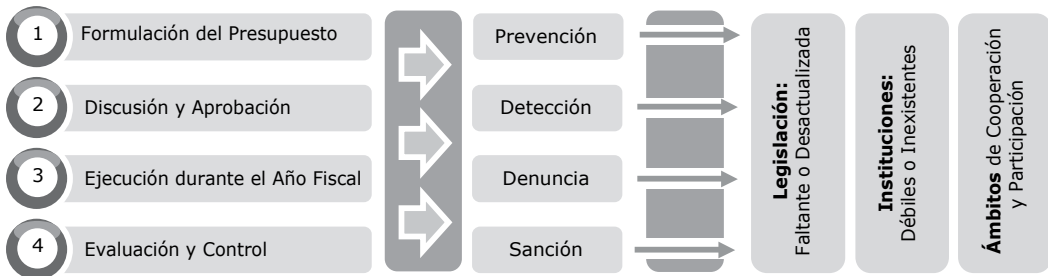 1
Formulación del Presupuesto
2
Discusión y Aprobación
3
Ejecución durante el Año Fiscal
4
Evaluación y Control
Prevención
Detección
Denuncia
Sanción
Legislación:
Faltante o Desactualizada
Instituciones:
Débiles o Inexistentes
Ámbitos de Cooperación
y Participación